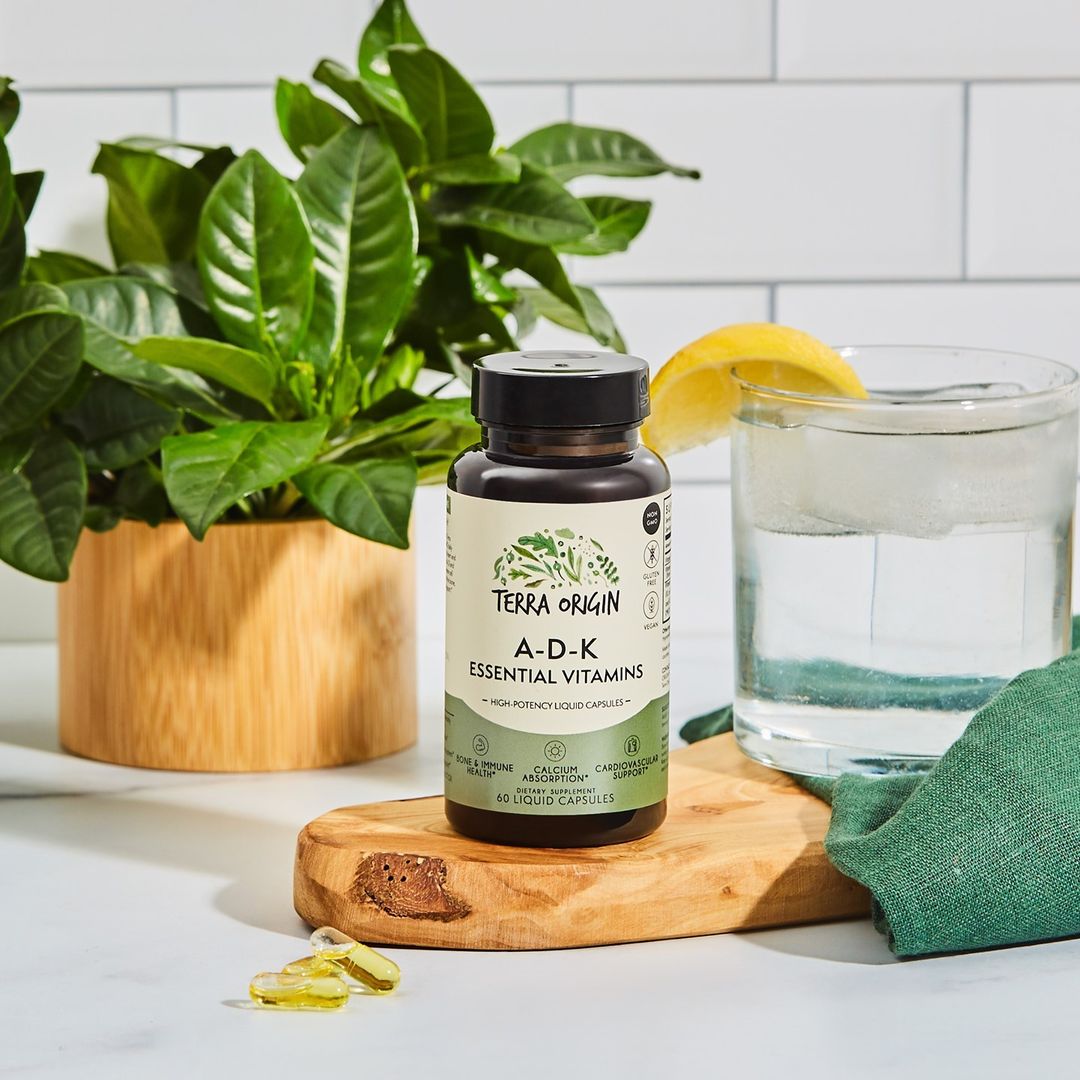 TERRA ORIGIN
A-D-K
ESSENTIAL VITAMINS
– HIGH-POTENCY LIQUID CAPSULES –
BONE & IMMUNE
HEALTH*
CALCIUM
ABSORPTION*
CARDIOVASCULAR
SUPPORT*
DIETARY SUPPLEMENT
60 LIQUID CAPSULES
NON
GMO
GLUTEN
FREE
VEGAN